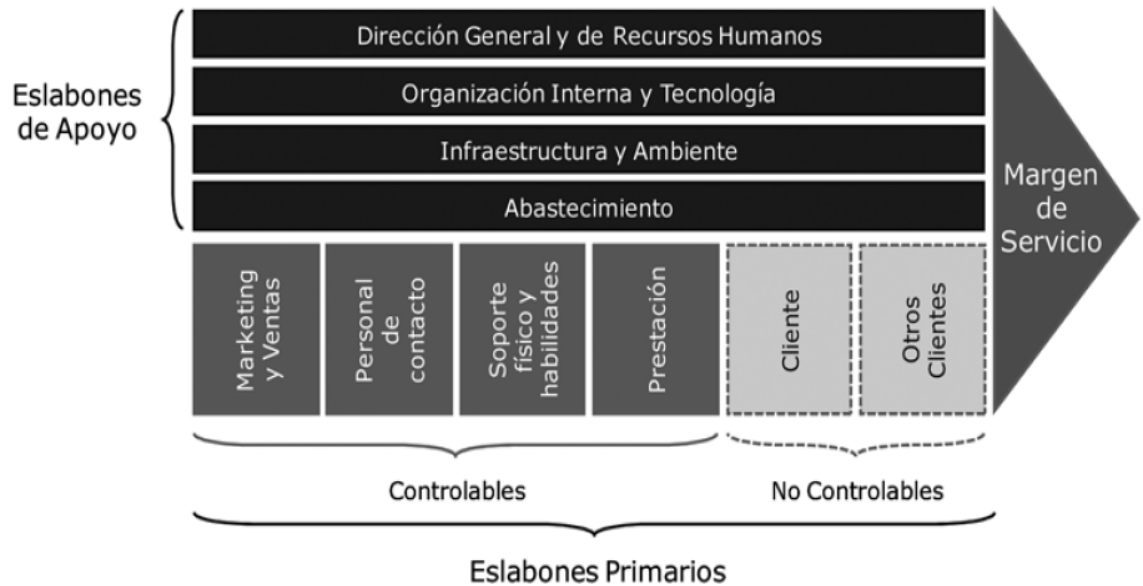 Eslabones
de Apoyo
Dirección General y de Recursos Humanos
Organización Interna y Tecnología
Infraestructura y Ambiente
Abastecimiento
Marketing
y Ventas
Personal
de
contacto
Soporte
físico y
habilidades
Prestación
Cliente
Otros
Clientes
Margen
de
Servicio
Controlables
No Controlables
Eslabones Primarios